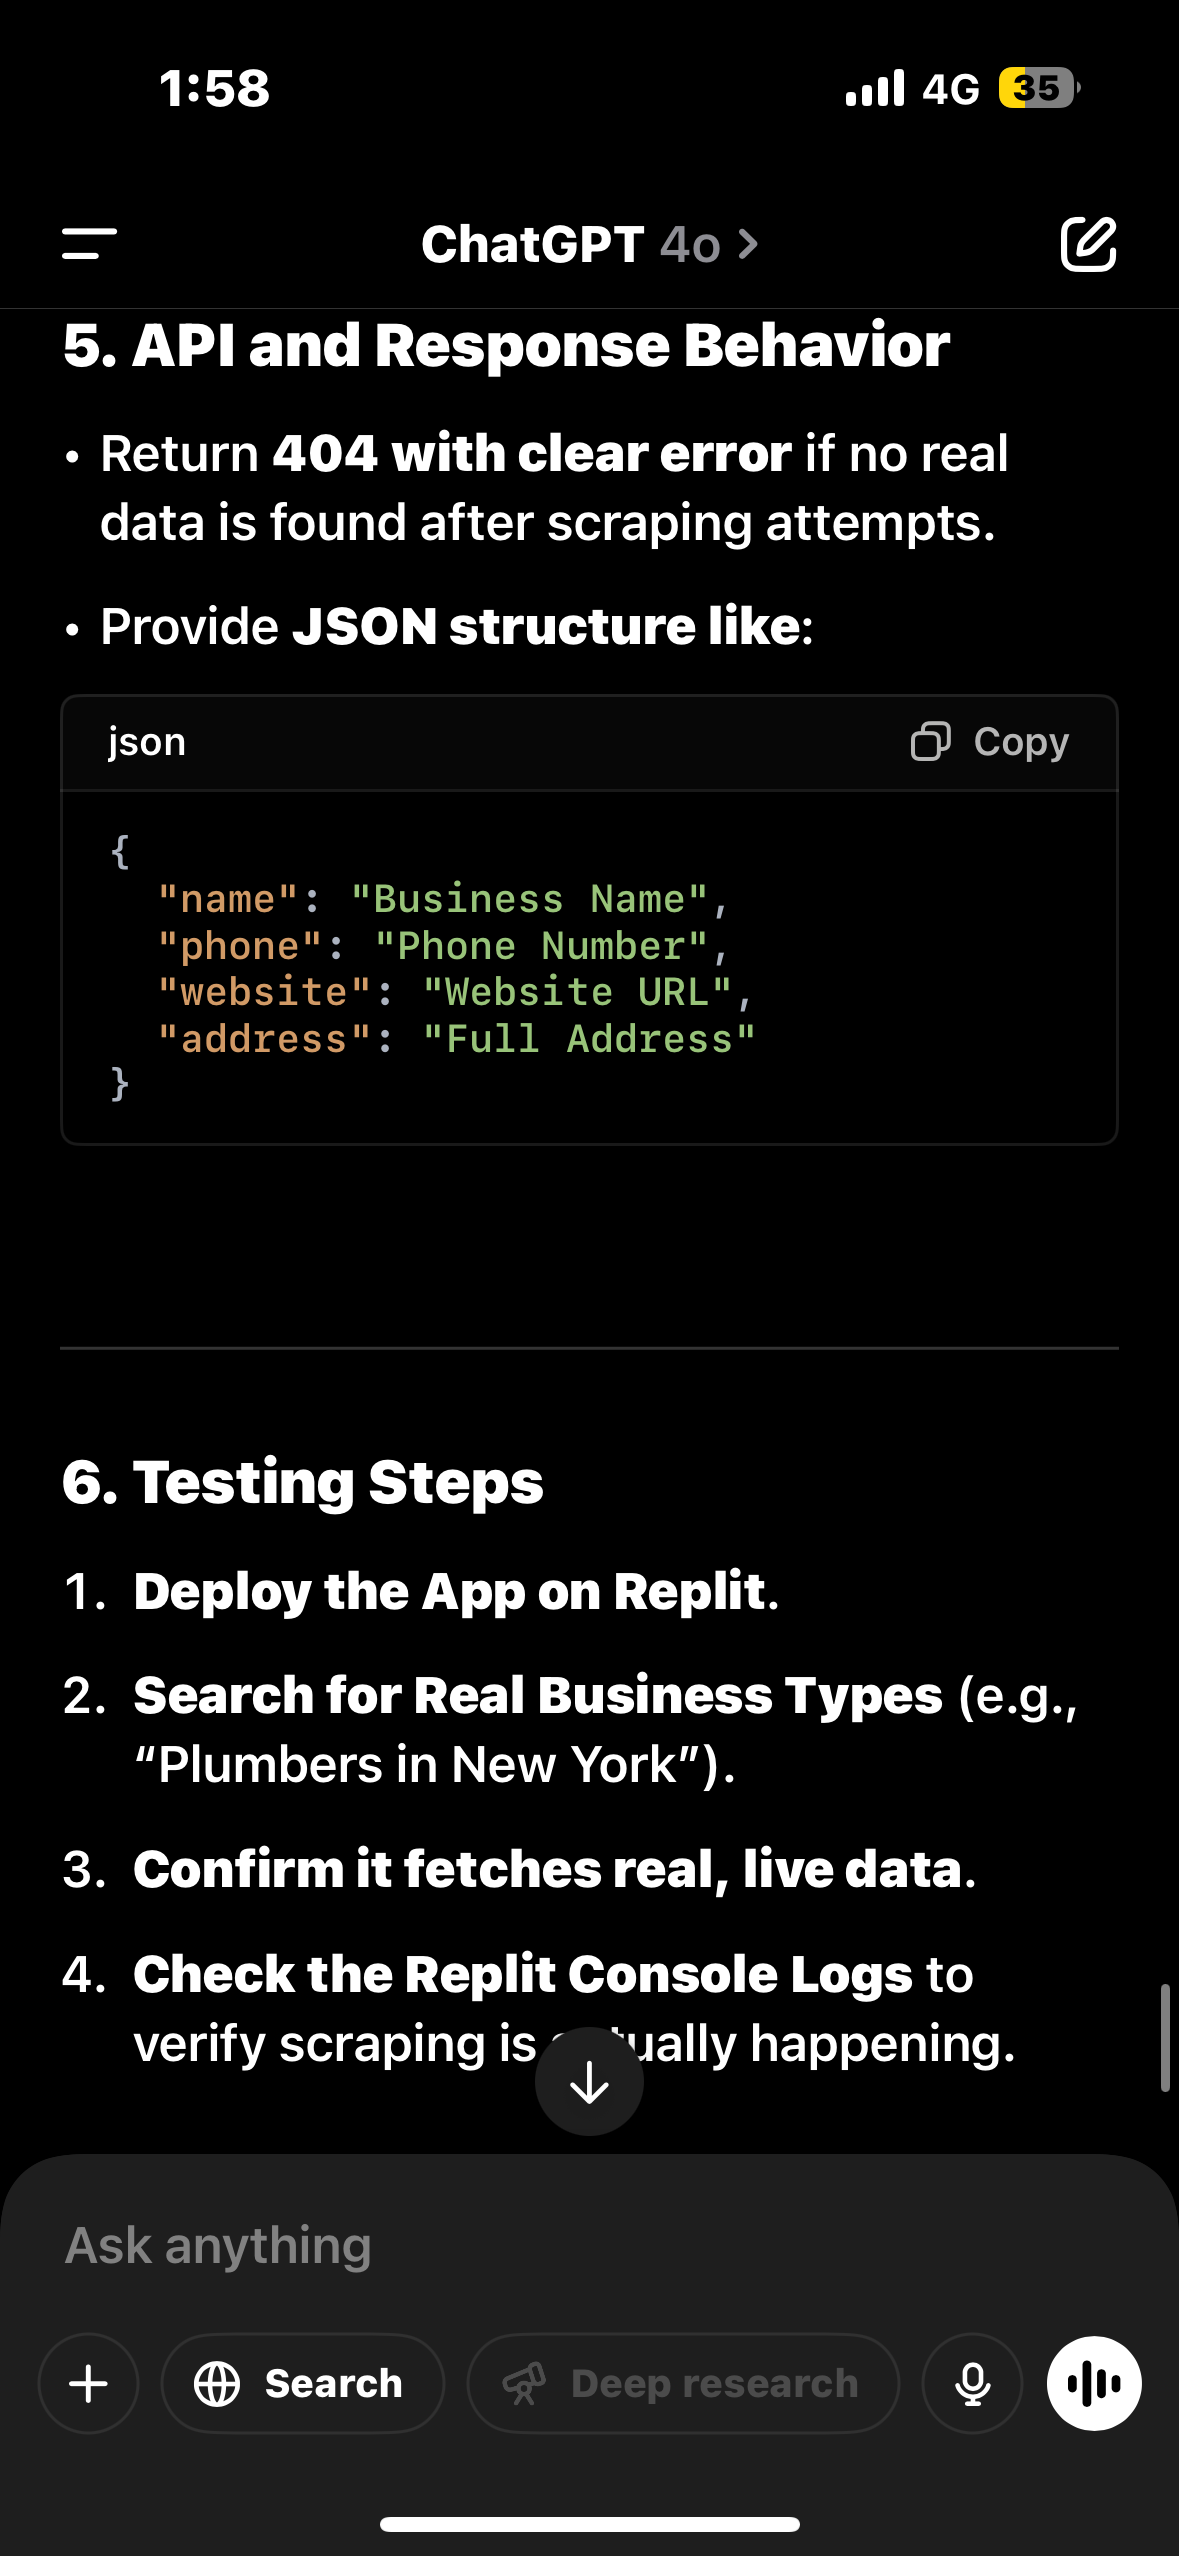 1:58
4G
35
ChatGPT 4o
5. API and Response Behavior
• Return 404 with clear error if no real
data is found after scraping attempts.
• Provide JSON structure like:
json
Copy
{
"name": "Business Name",
"phone": "Phone Number",
"website": "Website URL",
"address": "Full Address"
}
6. Testing Steps
1. Deploy the App on Replit.
2. Search for Real Business Types (e.g.,
“Plumbers in New York”).
3. Confirm it fetches real, live data.
4. Check the Replit Console Logs to
verify scraping is actually happening.
Ask anything
Search
Deep research